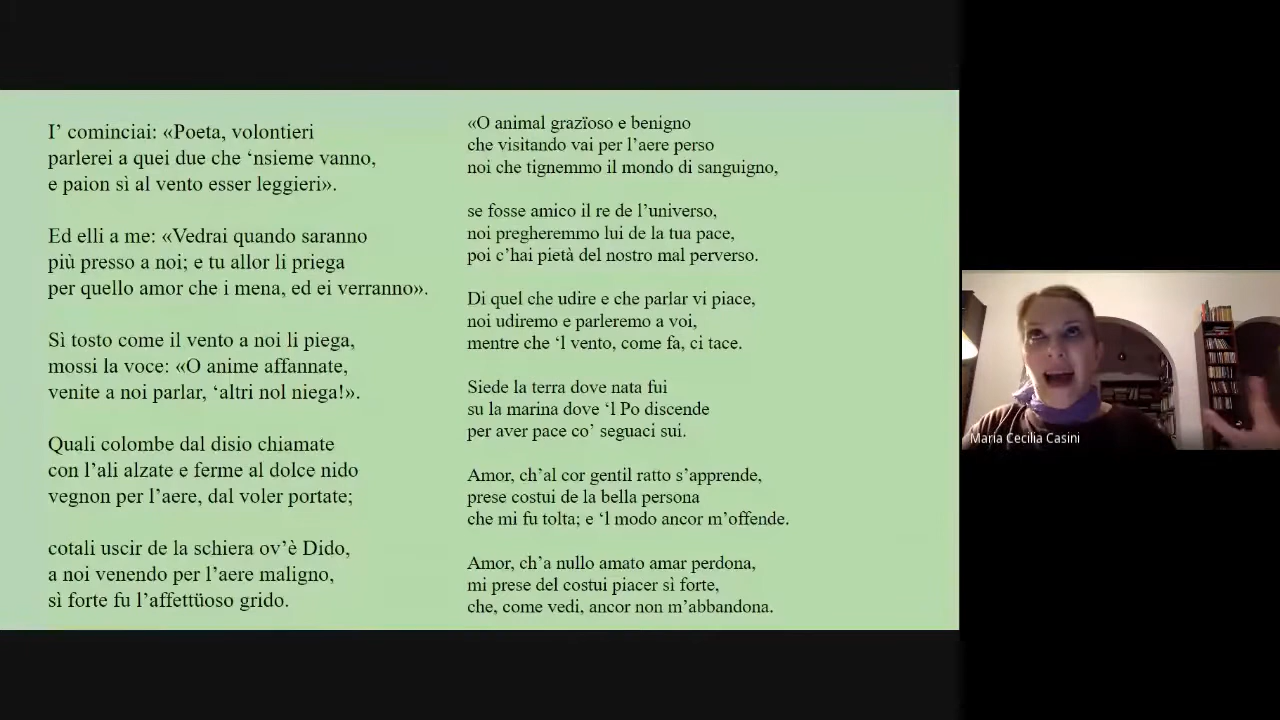 I’ cominciai: «Poeta, volontieri
parlerei a quei due che ‘nsieme vanno,
e paion sì al vento esser leggieri».
Ed elli a me: «Vedrai quando saranno
più presso a noi; e tu allor li priega
per quello amor che i mena, ed ei verranno».
Sì tosto come il vento a noi li piega,
mossi la voce: «O anime affannate,
venite a noi parlar, ‘altri nol niega!».
Quali colombe dal disio chiamate
con l’ali alzate e ferme al dolce nido
vegnon per l’aere, dal voler portate;
cotali uscir de la schiera ov’è Dido,
a noi venendo per l’aere maligno,
sì forte fu l’affettüoso grido.
«O animal grazïoso e benigno
che visitando vai per l’aere perso
noi che tignemmo il mondo di sanguigno,
se fosse amico il re de l’universo,
noi pregheremmo lui de la tua pace,
poi c’hai pietà del nostro mal perverso.
Di quel che udire e che parlar vi piace,
noi udiremo e parleremo a voi,
mentre che ‘l vento, come fa, ci tace.
Siede la terra dove nata fui
su la marina dove ‘l Po discende
per aver pace co’ seguaci sui.
Amor, ch’al cor gentil ratto s’apprende,
prese costui de la bella persona
che mi fu tolta; e ‘l modo ancor m’offende.
Amor, ch’a nullo amato amar perdona,
mi prese del costui piacer sì forte,
che, come vedi, ancor non m’abbandona.
Maria Cecilia Casini